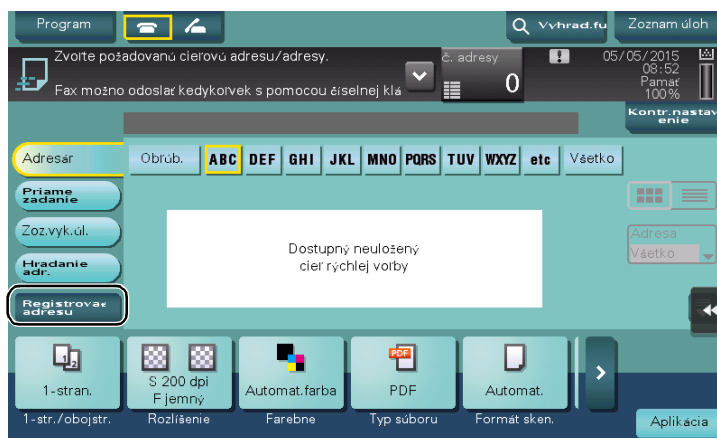 Program
Vyhrad.fu
Zoznam úloh
Zvoľte požadovanú cieľovú adresu/adresy.
Fax možno odoslať kedykoľvek s pomocou číselnej klá
č. adresy
0
05/05/2015
08:52
Pamäť
100%
Kontr.nastav
enie
Adresár
Obľúb.
ABC
DEF
GHI
JKL
MNO
PQRS
TUV
WXYZ
etc
Všetko
Priame
zadanie
Zoz.vyk.úl.
Hľadanie
adr.
Registrovať
adresu
Dostupný neuložený
cieľ rýchlej voľby
Adresa
Všetko
1-stran.
S 200 dpi
F jemný
Automat.farba
PDF
PDF
Automat.
1-str./obojstr.
Rozlíšenie
Farebne
Typ súboru
Formát sken.
Aplikácia